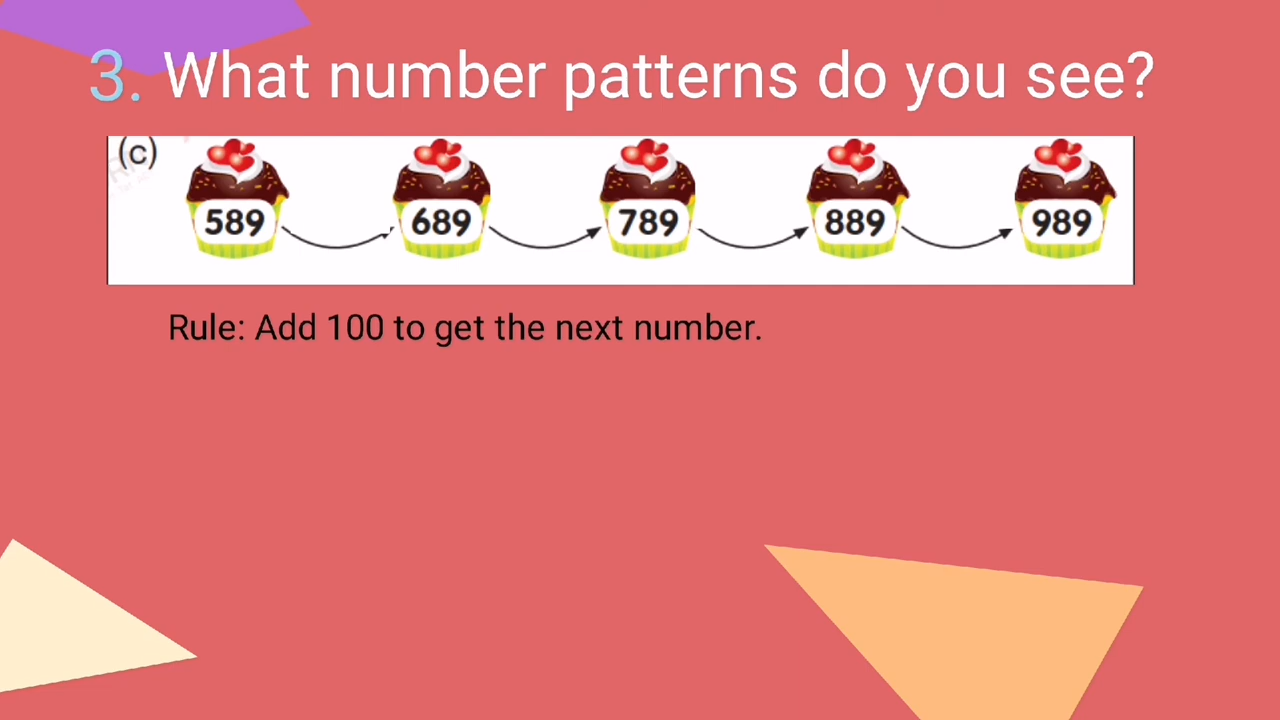 3. What number patterns do you see?
(c)
589 689 789 889 989
Rule: Add 100 to get the next number.